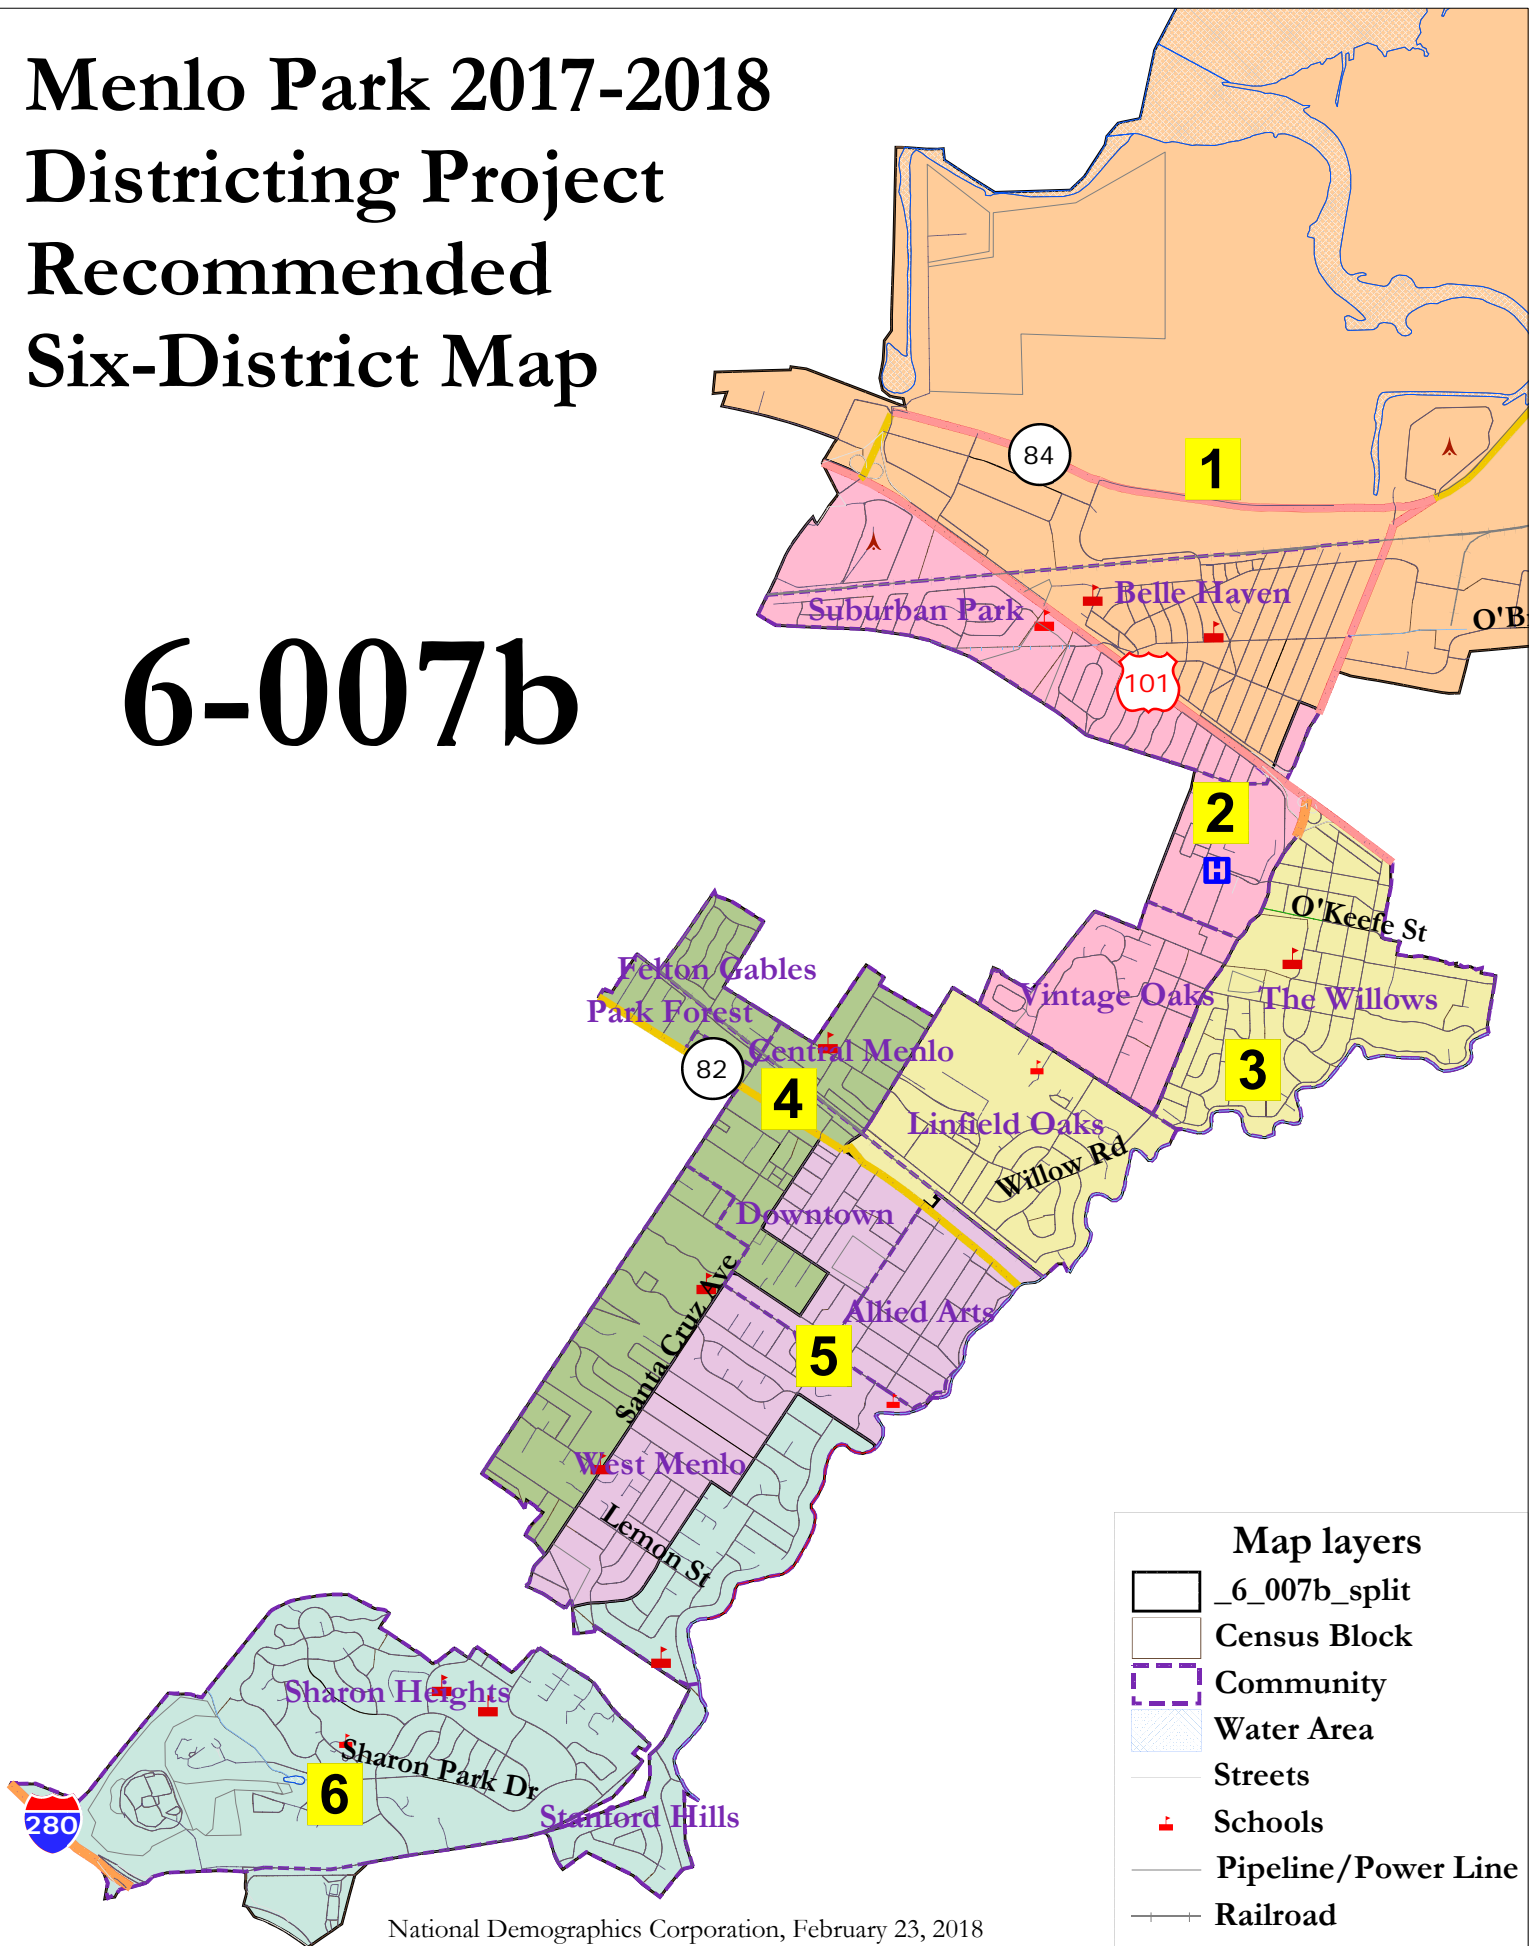 Menlo Park 2017-2018
Districting Project
Recommended
Six-District Map
6-007b
84
1
Suburban Park
Belle Haven
O'B
101
2
H
O'Keefe St
Felton Gables
Vintage Oaks
The Willows
Park Forest
Central Menlo
82
4
3
Linfield Oaks
Willow Rd
Downtown
Santa Cruz Ave
Allied Arts
5
West Menlo
Lemon St
Sharon Heights
Sharon Park Dr
6
280
Stanford Hills
Map layers
_6_007b_split
Census Block
Community
Water Area
Streets
Schools
Pipeline/Power Line
Railroad
National Demographics Corporation, February 23, 2018